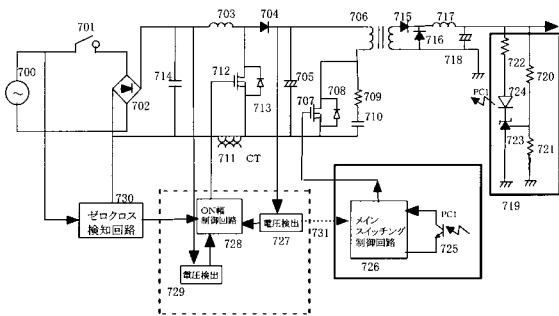 701
703
704
706
715
717
700
702
714
712
713
705
707
708
709
710
716
718
722
720
724
PC1
723
721
719
711
CT
730
ゼロクロス
検知回路
ON幅
制御回路
728
電圧検出
727
731
電圧検出
729
メイン
スイッチング
制御回路
726
PC1
725